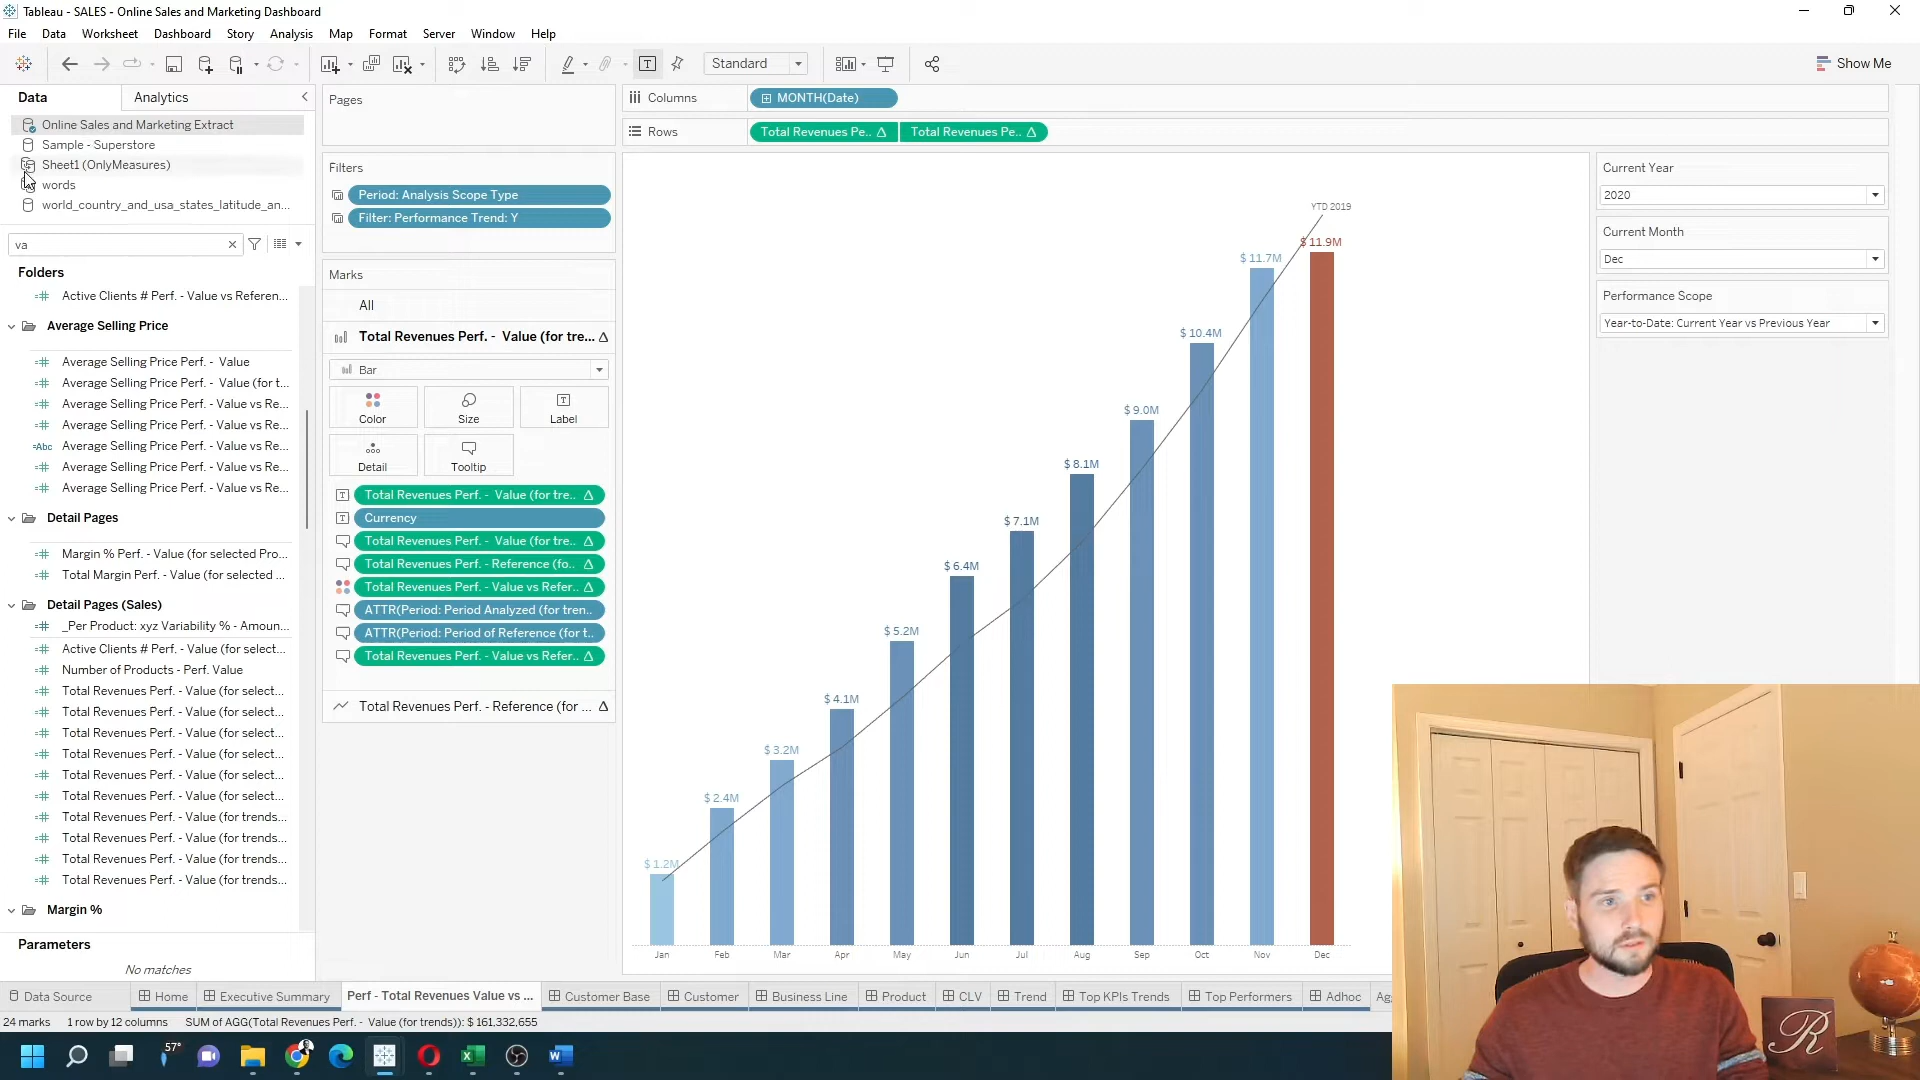 Tableau - SALES - Online Sales and Marketing Dashboard
File Data Worksheet Dashboard Story Analysis Map Format Server Window Help
Standard
Show Me
Data Analytics
Online Sales and Marketing Extract
Sample - Superstore
Sheet1 (OnlyMeasures)
words
world_country_and_usa_states_latitude_an...
va
Folders
Active Clients # Perf. - Value vs Referen...
Average Selling Price
Average Selling Price Perf. - Value
Average Selling Price Perf. - Value (for t...
Average Selling Price Perf. - Value vs Re...
Average Selling Price Perf. - Value vs Re...
=Abc Average Selling Price Perf. - Value vs Re...
Average Selling Price Perf. - Value vs Re...
Average Selling Price Perf. - Value vs Re...
Detail Pages
Margin % Perf. - Value (for selected Pro...
Total Margin Perf. - Value (for selected ...
Detail Pages (Sales)
_Per Product: xyz Variability % - Amoun...
Active Clients # Perf. - Value (for select...
Number of Products - Perf. Value
Total Revenues Perf. - Value (for select...
Total Revenues Perf. - Value (for select...
Total Revenues Perf. - Value (for select...
Total Revenues Perf. - Value (for select...
Total Revenues Perf. - Value (for select...
Total Revenues Perf. - Value (for select...
Total Revenues Perf. - Value (for trends...
Total Revenues Perf. - Value (for trends...
Total Revenues Perf. - Value (for trends...
Total Revenues Perf. - Value (for trends...
Margin %
Parameters
No matches
Pages
Filters
Period: Analysis Scope Type
Filter: Performance Trend: Y
Marks
All
Total Revenues Perf. - Value (for tre... Δ
Bar
Color Size Label
Detail Tooltip
Total Revenues Perf. - Value (for tre.. Δ
Currency
Total Revenues Perf. - Value (for tre.. Δ
Total Revenues Perf. - Reference (fo.. Δ
Total Revenues Perf. - Value vs Refer.. Δ
ATTR(Period: Period Analyzed (for tren..
ATTR(Period: Period of Reference (for t..
Total Revenues Perf. - Value vs Refer.. Δ
Total Revenues Perf. - Reference (for ... Δ
Columns MONTH(Date)
Rows Total Revenues Pe.. Δ Total Revenues Pe.. Δ
YTD 2019
$ 11.9M
$ 11.7M
$ 10.4M
$ 9.0M
$ 8.1M
$ 7.1M
$ 6.4M
$ 5.2M
$ 4.1M
$ 3.2M
$ 2.4M
$ 1.2M
Jan Feb Mar Apr May Jun Jul Aug Sep Oct Nov Dec
Current Year
2020
Current Month
Dec
Performance Scope
Year-to-Date: Current Year vs Previous Year
R
Data Source Home Executive Summary Perf - Total Revenues Value vs ... Customer Base Customer Business Line Product CLV Trend Top KPIs Trends Top Performers Adhoc
24 marks 1 row by 12 columns SUM of AGG(Total Revenues Perf. - Value (for trends)): $ 161,332,655
57°